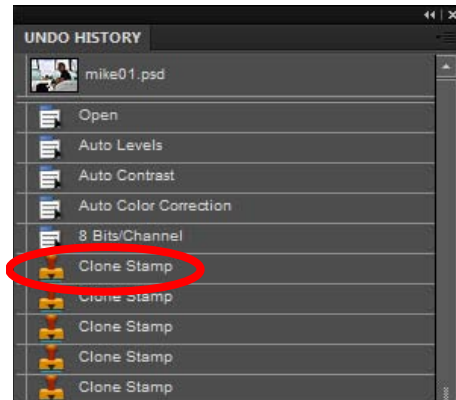 UNDO HISTORY
mike01.psd
Open
Auto Levels
Auto Contrast
Auto Color Correction
8 Bits/Channel
Clone Stamp
Clone Stamp
Clone Stamp
Clone Stamp
Clone Stamp